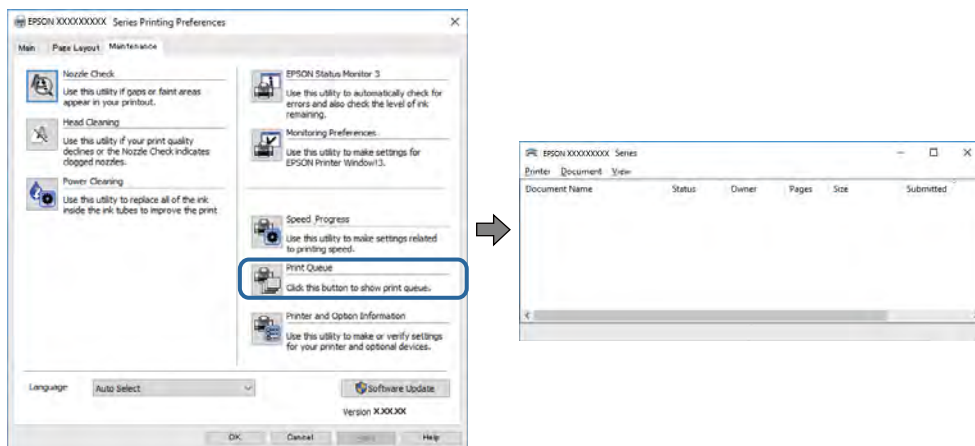 EPSON XXXXXXXXX Series Printing Preferences
Main Page Layout Maintenance
Nozzle Check
Use this utility if gaps or faint areas
appear in your printout.
Head Cleaning
Use this utility if your print quality
declines or the Nozzle Check indicates
clogged nozzles.
Power Cleaning
Use this utility to replace all of the ink
inside the ink tubes to improve the print
EPSON Status Monitor 3
Use this utility to automatically check for
errors and also check the level of ink
remaining.
Monitoring Preferences
Use this utility to make settings for
EPSON Printer Window!3.
Speed Progress
Use this utility to make settings related
to printing speed.
Print Queue
Click this button to show print queue.
Printer and Option Information
Use this utility to make or verify settings
for your printer and optional devices.
Language Auto Select
Software Update
Version X.XX.XX
OK Cancel Help
EPSON XXXXXXXXX Series
Printer Document View
Document Name Status Owner Pages Size Submitted